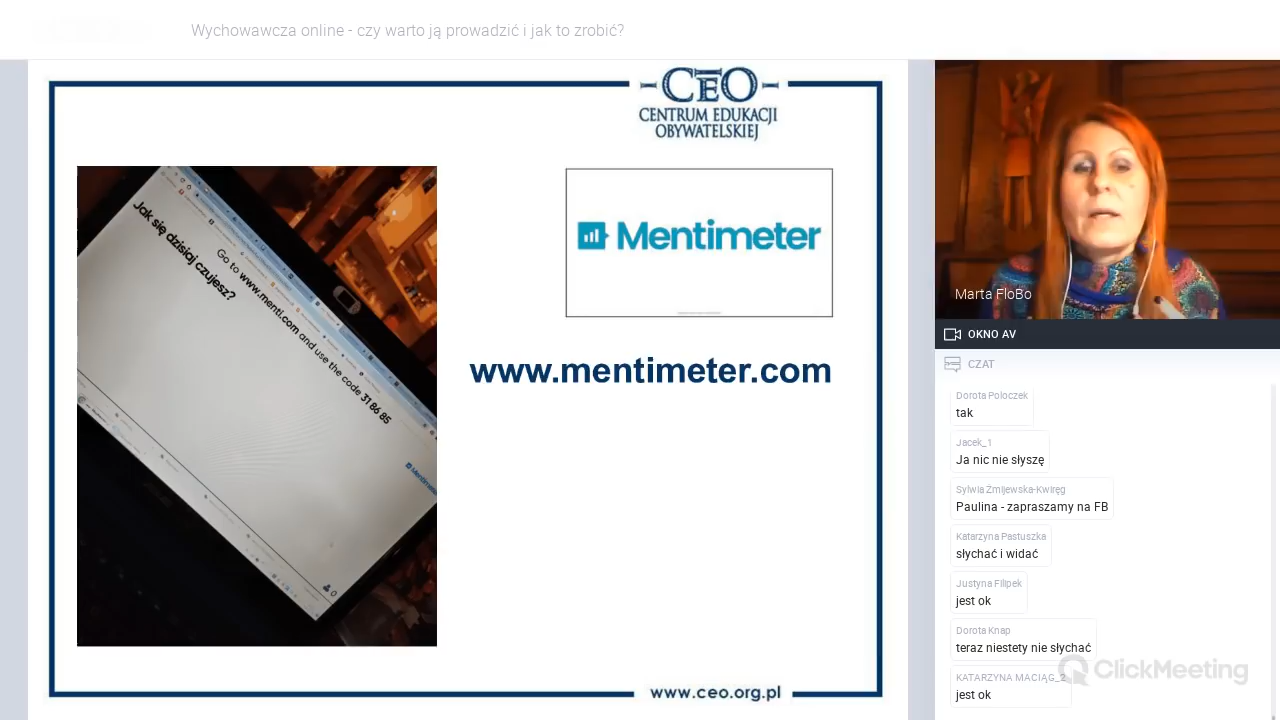 Wychowawcza online - czy warto ją prowadzić i jak to zrobić?
CEO
CENTRUM EDUKACJI
OBYWATELSKIEJ
Go to www.menti.com and use the code 31 86 85
Jak się dzisiaj czujesz?
Mentimeter
0
Mentimeter
www.mentimeter.com
www.ceo.org.pl
Marta FloBo
OKNO AV
CZAT
Dorota Poloczek
tak
Jacek_1
Ja nic nie słyszę
Sylwia Żmijewska-Kwiręg
Paulina - zapraszamy na FB
Katarzyna Pastuszka
słychać i widać
Justyna Filipek
jest ok
Dorota Knap
teraz niestety nie słychać
KATARZYNA MACIĄG_2
jest ok
ClickMeeting